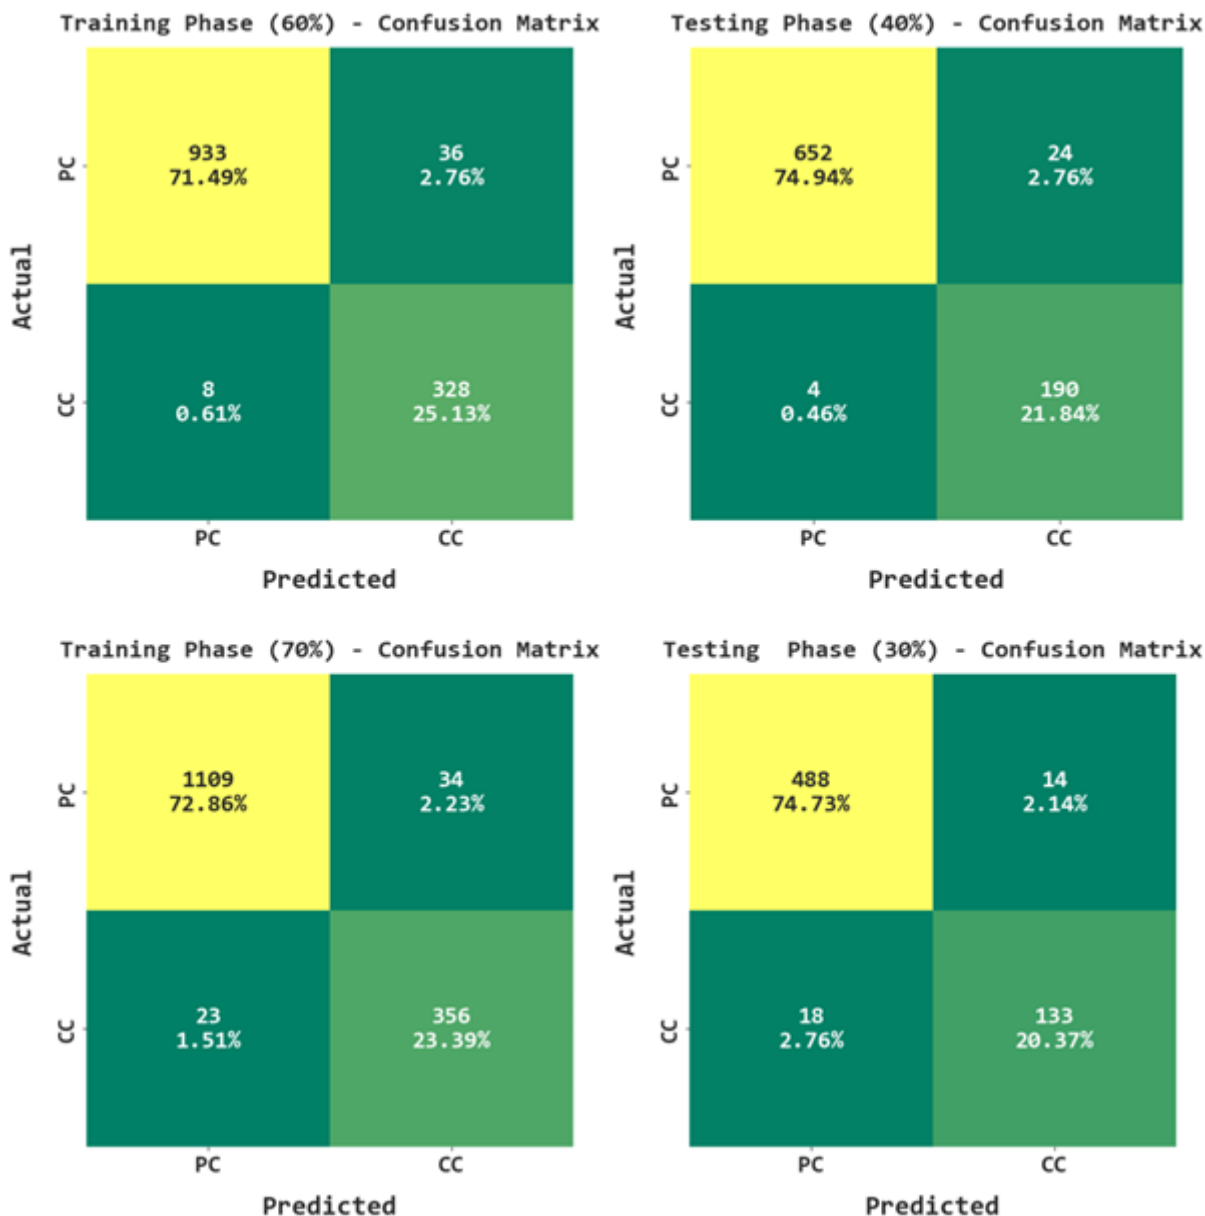 Training Phase (60%) - Confusion Matrix
Actual
PC
933
71.49%
36
2.76%
CC
8
0.61%
328
25.13%
PC
CC
Predicted
Testing Phase (40%) - Confusion Matrix
Actual
PC
652
74.94%
24
2.76%
CC
4
0.46%
190
21.84%
PC
CC
Predicted
Training Phase (70%) - Confusion Matrix
Actual
PC
1109
72.86%
34
2.23%
CC
23
1.51%
356
23.39%
PC
CC
Predicted
Testing  Phase (30%) - Confusion Matrix
Actual
PC
488
74.73%
14
2.14%
CC
18
2.76%
133
20.37%
PC
CC
Predicted